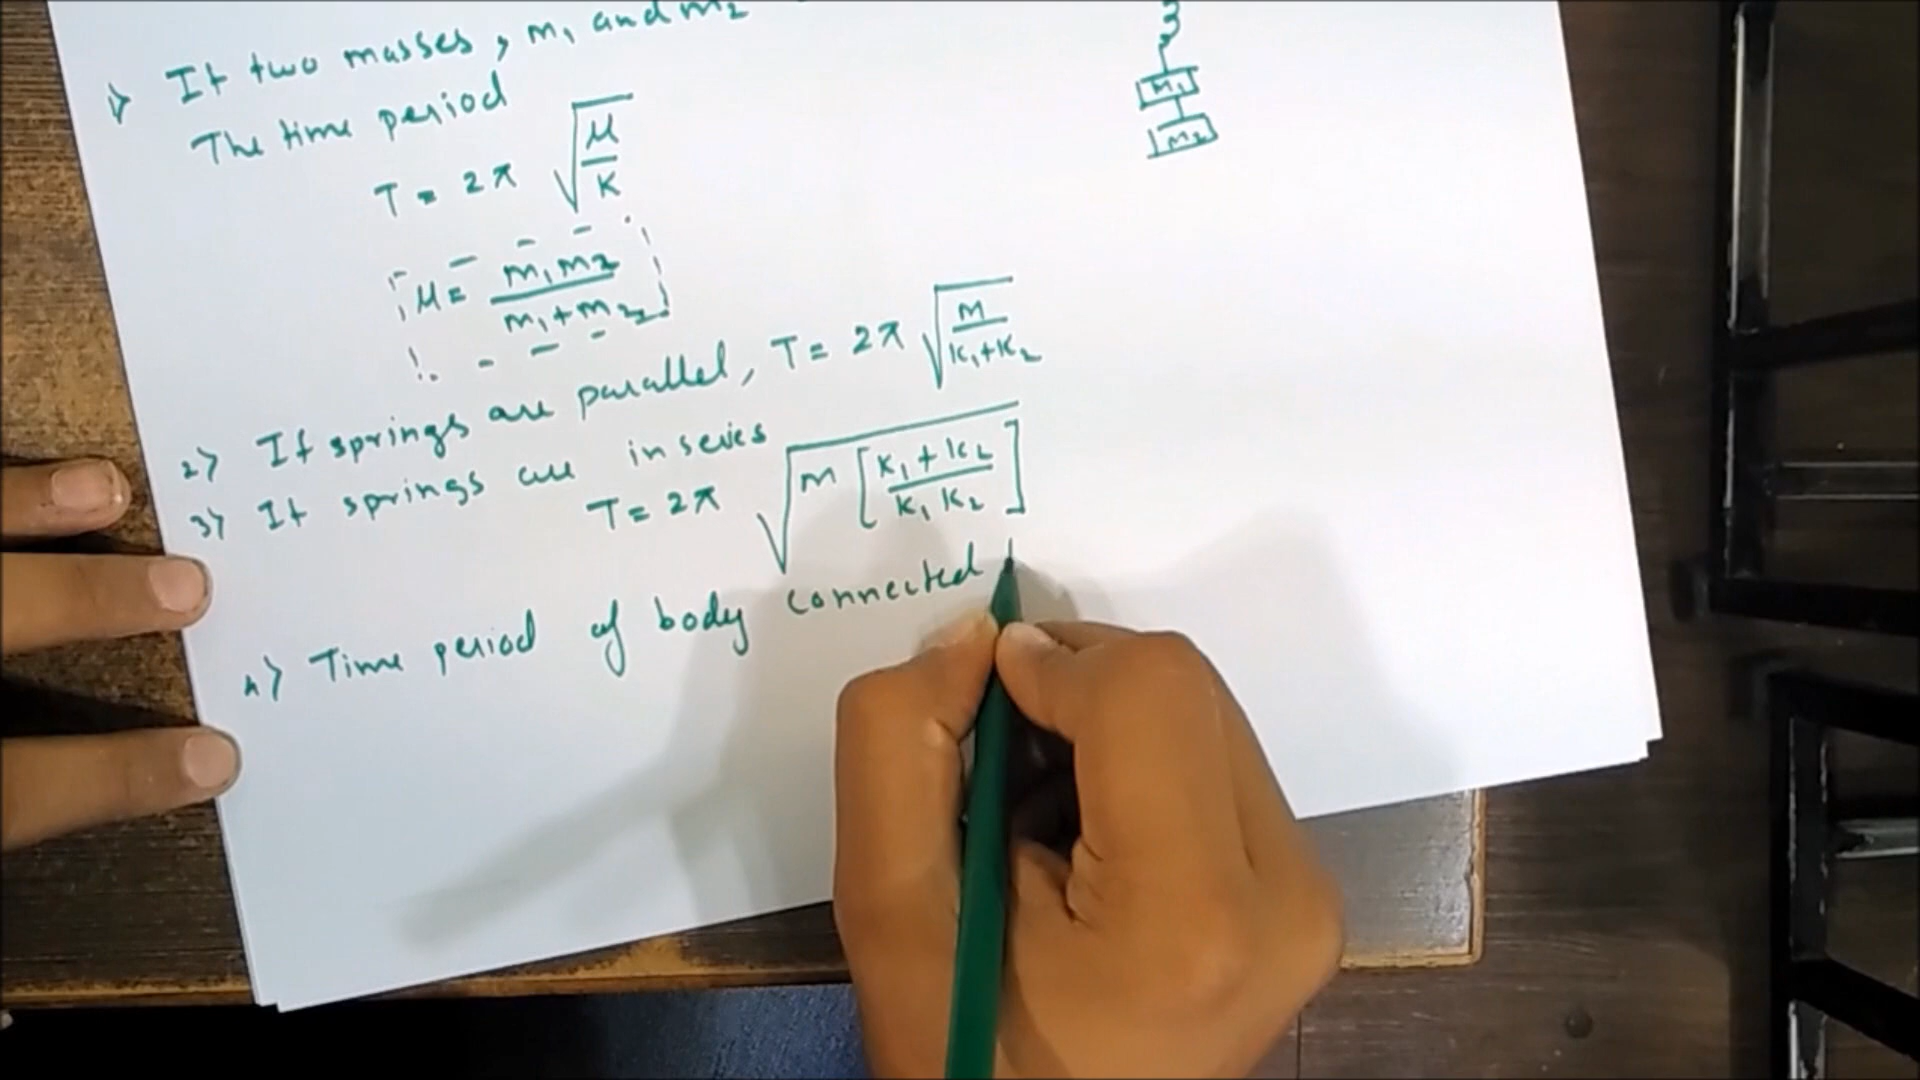 1) If two masses, m1 and m2
The time period
T = 2π √(μ/K)
μ = m1m2/(m1+m2)
2) If springs are parallel, T = 2π √(M/(K1+K2))
3) If springs are in series
T = 2π √(m[(K1+K2)/(K1K2)])
4) Time period of body connected
M1
M2